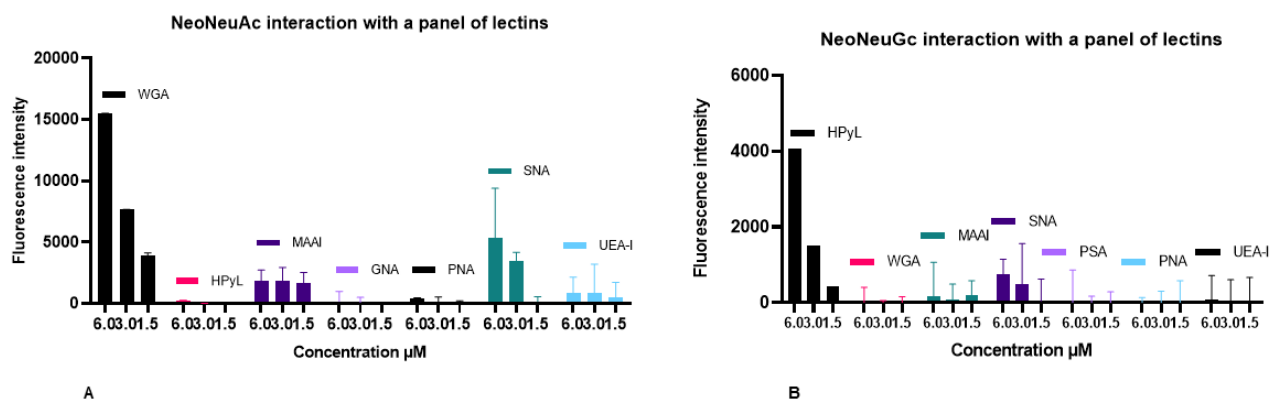 NeoNeuAc interaction with a panel of lectins
Fluorescence intensity
20000
15000
10000
5000
0
WGA
HPyL
MAAI
GNA
PNA
SNA
UEA-I
6.03.01.5 6.03.01.5 6.03.01.5 6.03.01.5 6.03.01.5 6.03.01.5 6.03.01.5
Concentration µM
A
NeoNeuGc interaction with a panel of lectins
Fluorescence intensity
6000
4000
2000
0
HPyL
WGA
MAAI
SNA
PSA
PNA
UEA-I
6.03.01.5 6.03.01.5 6.03.01.5 6.03.01.5 6.03.01.5 6.03.01.5 6.03.01.5
Concentration µM
B